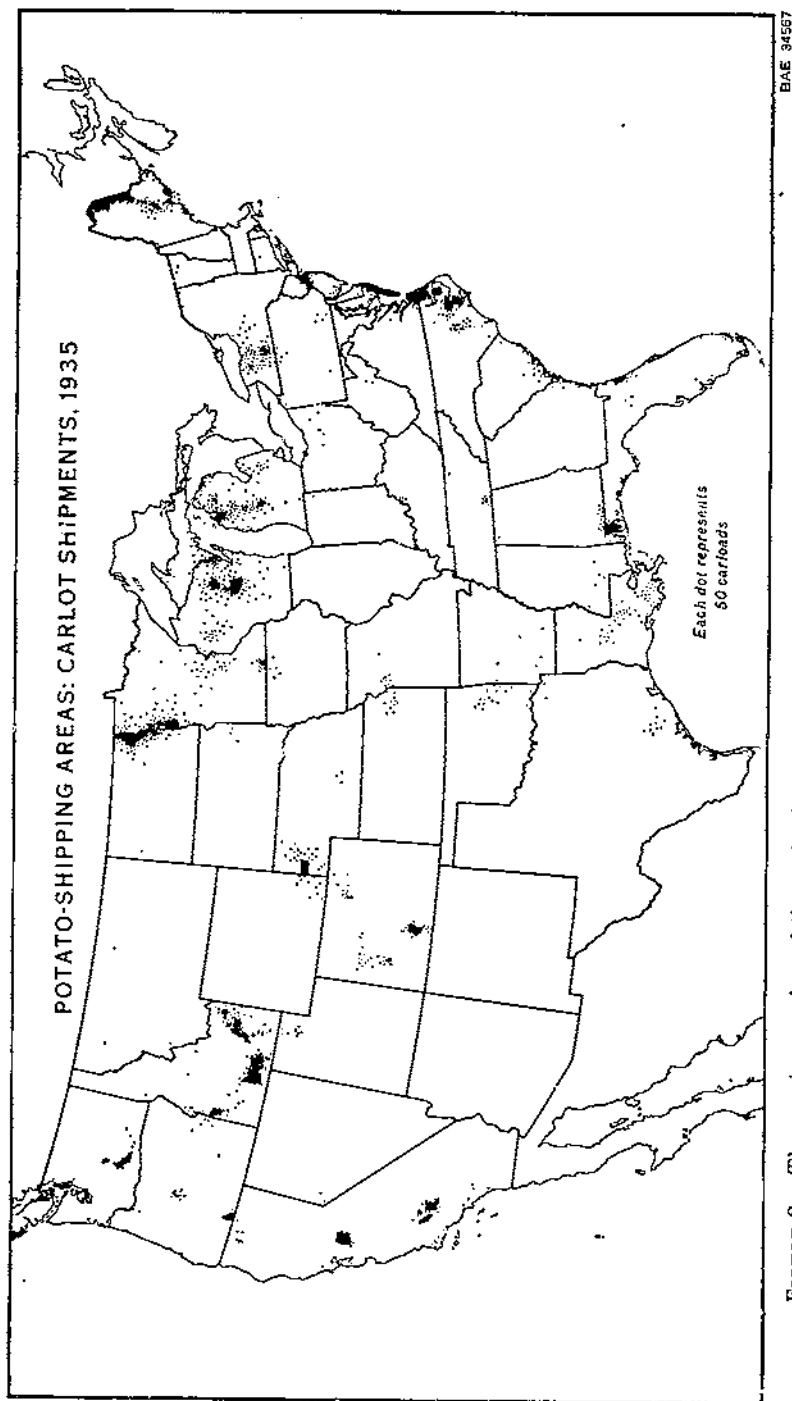 POTATO-SHIPPING AREAS: CARLOT SHIPMENTS, 1935
Each dot represents
50 carloads
BAE 34567